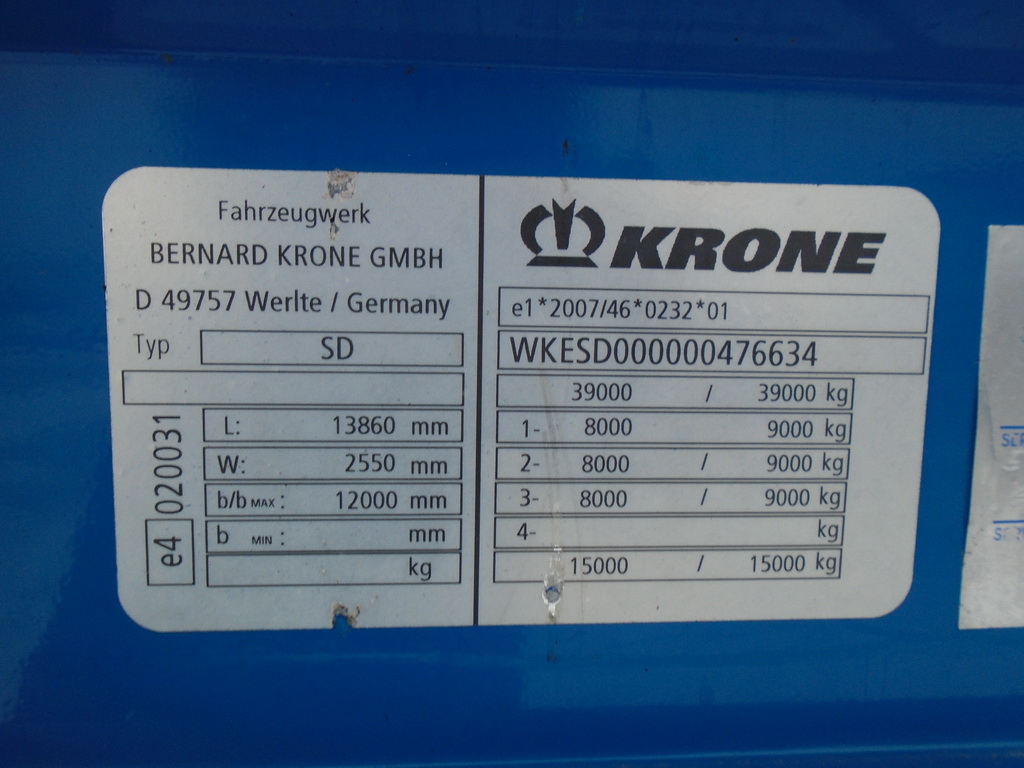 Fahrzeugwerk
BERNARD KRONE GMBH
D 49757 Werlte / Germany
Typ SD
L: 13860 mm
W: 2550 mm
b/b MAX : 12000 mm
b MIN : mm
kg
e4 020031
KRONE
e1*2007/46*0232*01
WKESD000000476634
39000 / 39000 kg
1- 8000 9000 kg
2- 8000 / 9000 kg
3- 8000 / 9000 kg
4- kg
15000 / 15000 kg